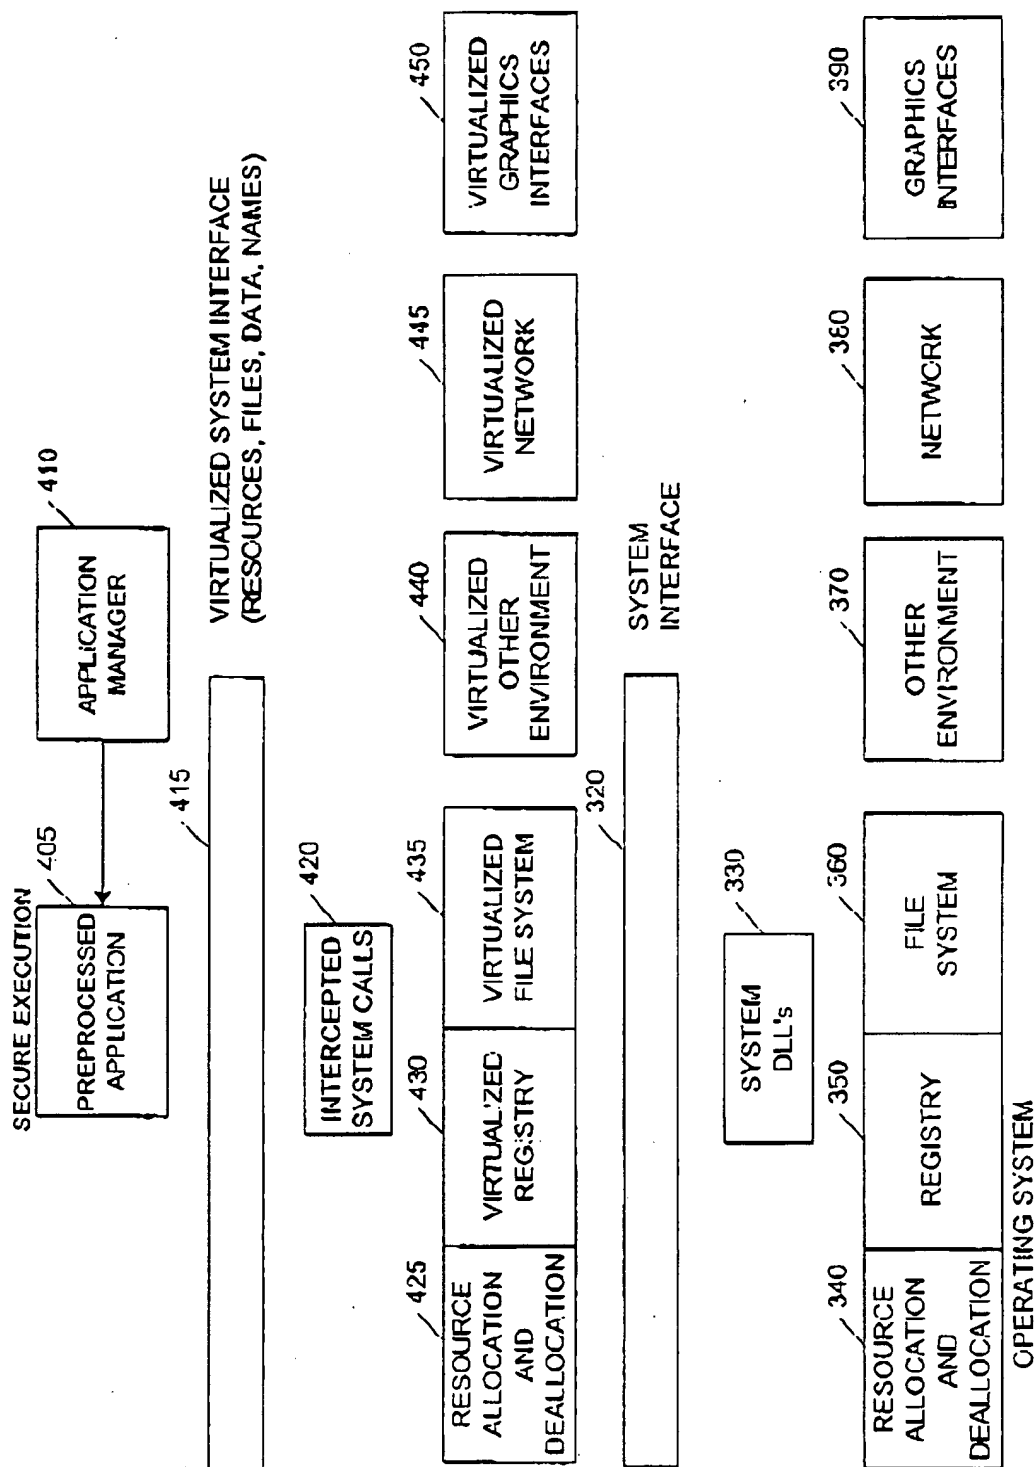 SECURE EXECUTION
405
PREPROCESSED
APPLICATION
410
APPLICATION
MANAGER
415
VIRTUALIZED SYSTEM INTERFACE
(RESOURCES, FILES, DATA, NAMES)
420
INTERCEPTED
SYSTEM CALLS
425
RESOURCE
ALLOCATION
AND
DEALLOCATION
430
VIRTUALIZED
REGISTRY
435
VIRTUALIZED
FILE SYSTEM
440
VIRTUALIZED
OTHER
ENVIRONMENT
445
VIRTUALIZED
NETWORK
450
VIRTUALIZED
GRAPHICS
INTERFACES
320
SYSTEM
INTERFACE
330
SYSTEM
DLL's
340
RESOURCE
ALLOCATION
AND
DEALLOCATION
350
REGISTRY
360
FILE
SYSTEM
370
OTHER
ENVIRONMENT
380
NETWORK
390
GRAPHICS
INTERFACES
OPERATING SYSTEM